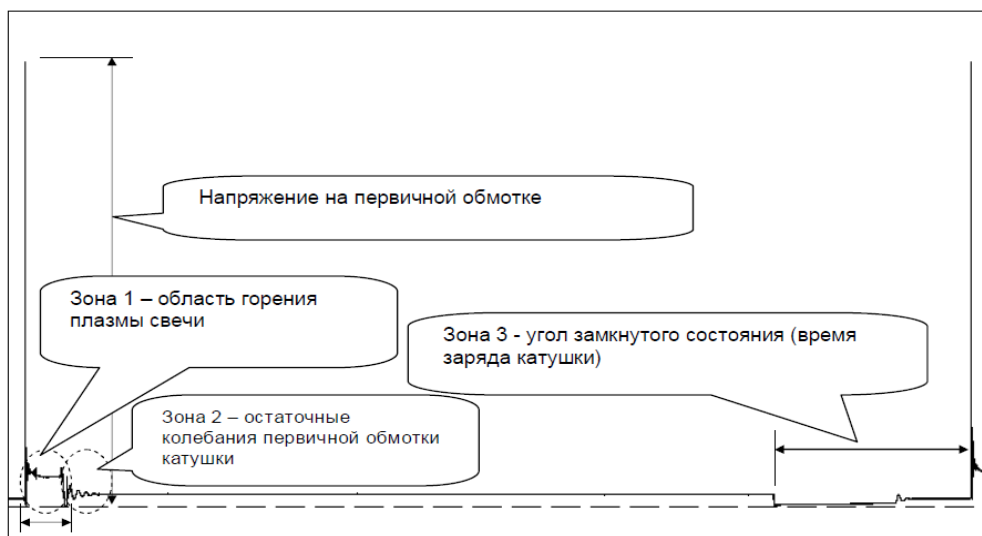 Напряжение на первичной обмотке
Зона 1 – область горения
плазмы свечи
Зона 3 - угол замкнутого состояния (время
заряда катушки)
Зона 2 – остаточные
колебания первичной обмотки
катушки